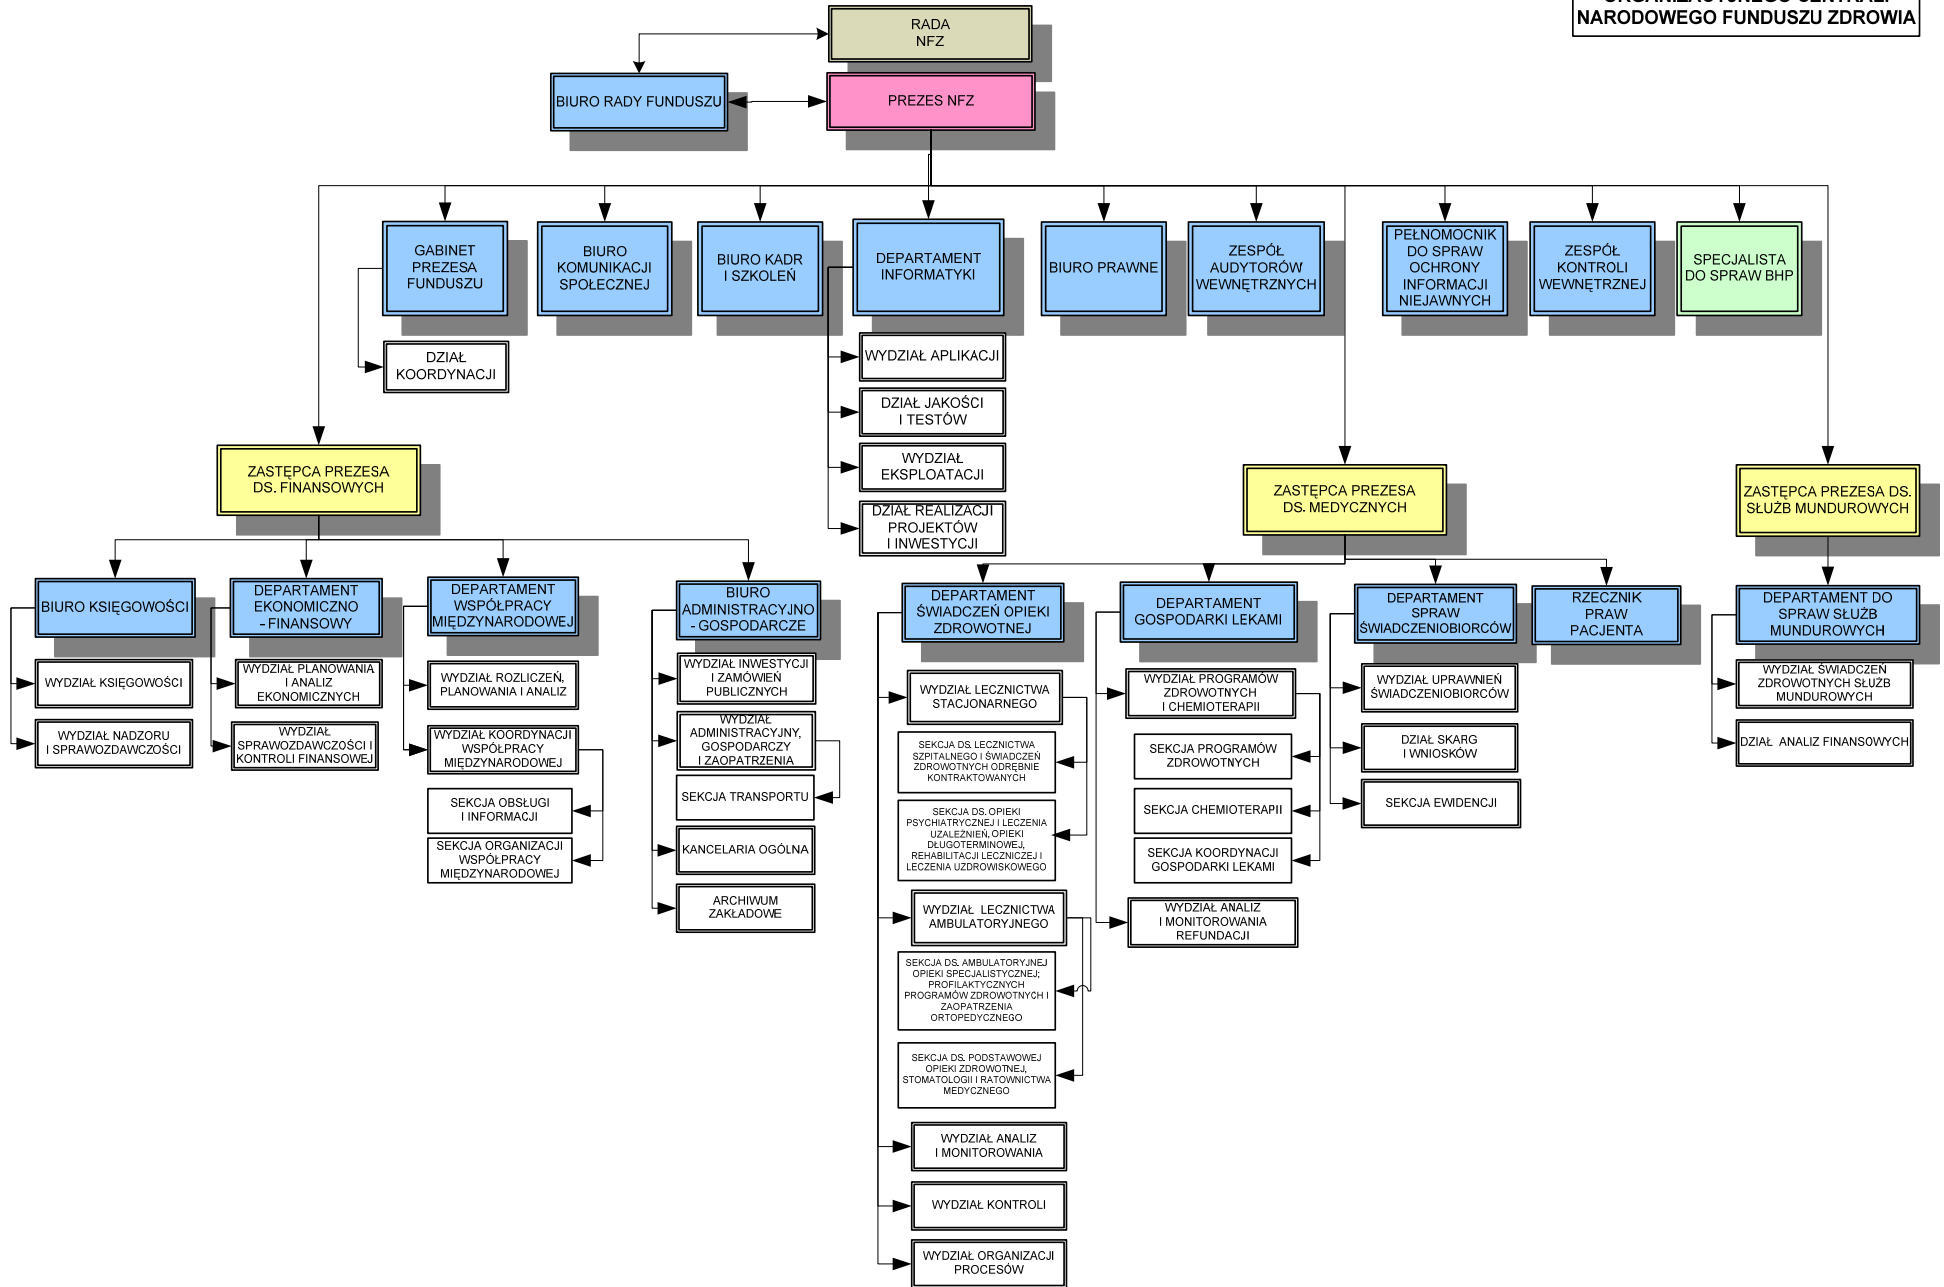 NARODOWEGO FUNDUSZU ZDROWIA
RADA
NFZ
BIURO RADY FUNDUSZU
PREZES NFZ
GABINET
PREZESA
FUNDUSZU
BIURO
KOMUNIKACJI
SPOŁECZNEJ
BIURO KADR
I SZKOLEŃ
DEPARTAMENT
INFORMATYKI
BIURO PRAWNE
ZESPÓŁ
AUDYTORÓW
WEWNĘTRZNYCH
PEŁNOMOCNIK
DO SPRAW
OCHRONY
INFORMACJI
NIEJAWNYCH
ZESPÓŁ
KONTROLI
WEWNĘTRZNEJ
SPECJALISTA
DO SPRAW BHP
DZIAŁ
KOORDYNACJI
WYDZIAŁ APLIKACJI
DZIAŁ JAKOŚCI
I TESTÓW
WYDZIAŁ
EKSPLOATACJI
DZIAŁ REALIZACJI
PROJEKTÓW
I INWESTYCJI
ZASTĘPCA PREZESA
DS. FINANSOWYCH
ZASTĘPCA PREZESA
DS. MEDYCZNYCH
ZASTĘPCA PREZESA DS.
SŁUŻB MUNDUROWYCH
BIURO KSIĘGOWOŚCI
DEPARTAMENT
EKONOMICZNO
- FINANSOWY
DEPARTAMENT
WSPÓŁPRACY
MIĘDZYNARODOWEJ
BIURO
ADMINISTRACYJNO
- GOSPODARCZE
DEPARTAMENT
ŚWIADCZEŃ OPIEKI
ZDROWOTNEJ
DEPARTAMENT
GOSPODARKI LEKAMI
DEPARTAMENT
SPRAW
ŚWIADCZENIOBIORCÓW
RZECZNIK
PRAW
PACJENTA
DEPARTAMENT DO
SPRAW SŁUŻB
MUNDUROWYCH
WYDZIAŁ KSIĘGOWOŚCI
WYDZIAŁ NADZORU
I SPRAWOZDAWCZOŚCI
WYDZIAŁ PLANOWANIA
I ANALIZ
EKONOMICZNYCH
WYDZIAŁ
SPRAWOZDAWCZOŚCI I
KONTROLI FINANSOWEJ
WYDZIAŁ ROZLICZEŃ,
PLANOWANIA I ANALIZ
WYDZIAŁ KOORDYNACJI
WSPÓŁPRACY
MIĘDZYNARODOWEJ
SEKCJA OBSŁUGI
I INFORMACJI
SEKCJA ORGANIZACJI
WSPÓŁPRACY
MIĘDZYNARODOWEJ
WYDZIAŁ INWESTYCJI
I ZAMÓWIEŃ
PUBLICZNYCH
WYDZIAŁ
ADMINISTRACYJNY,
GOSPODARCZY
I ZAOPATRZENIA
SEKCJA TRANSPORTU
KANCELARIA OGÓLNA
ARCHIWUM
ZAKŁADOWE
WYDZIAŁ LECZNICTWA
STACJONARNEGO
SEKCJA DS. LECZNICTWA
SZPITALNEGO I ŚWIADCZEŃ
ZDROWOTNYCH ODRĘBNIE
KONTRAKTOWANYCH
SEKCJA DS. OPIEKI
PSYCHIATRYCZNEJ I LECZENIA
UZALEŻNIEŃ, OPIEKI
DŁUGOTERMINOWEJ,
REHABILITACJI LECZNICZEJ I
LECZENIA UZDROWISKOWEGO
WYDZIAŁ LECZNICTWA
AMBULATORYJNEGO
SEKCJA DS. AMBULATORYJNEJ
OPIEKI SPECJALISTYCZNEJ;
PROFILAKTYCZNYCH
PROGRAMÓW ZDROWOTNYCH I
ZAOPATRZENIA
ORTOPEDYCZNEGO
SEKCJA DS. PODSTAWOWEJ
OPIEKI ZDROWOTNEJ,
STOMATOLOGII I RATOWNICTWA
MEDYCZNEGO
WYDZIAŁ ANALIZ
I MONITOROWANIA
WYDZIAŁ KONTROLI
WYDZIAŁ ORGANIZACJI
PROCESÓW
WYDZIAŁ PROGRAMÓW
ZDROWOTNYCH
I CHEMIOTERAPII
SEKCJA PROGRAMÓW
ZDROWOTNYCH
SEKCJA CHEMIOTERAPII
SEKCJA KOORDYNACJI
GOSPODARKI LEKAMI
WYDZIAŁ ANALIZ
I MONITOROWANIA
REFUNDACJI
WYDZIAŁ UPRAWNIEŃ
ŚWIADCZENIOBIORCÓW
DZIAŁ SKARG
I WNIOSKÓW
SEKCJA EWIDENCJI
WYDZIAŁ ŚWIADCZEŃ
ZDROWOTNYCH SŁUŻB
MUNDUROWYCH
DZIAŁ ANALIZ FINANSOWYCH